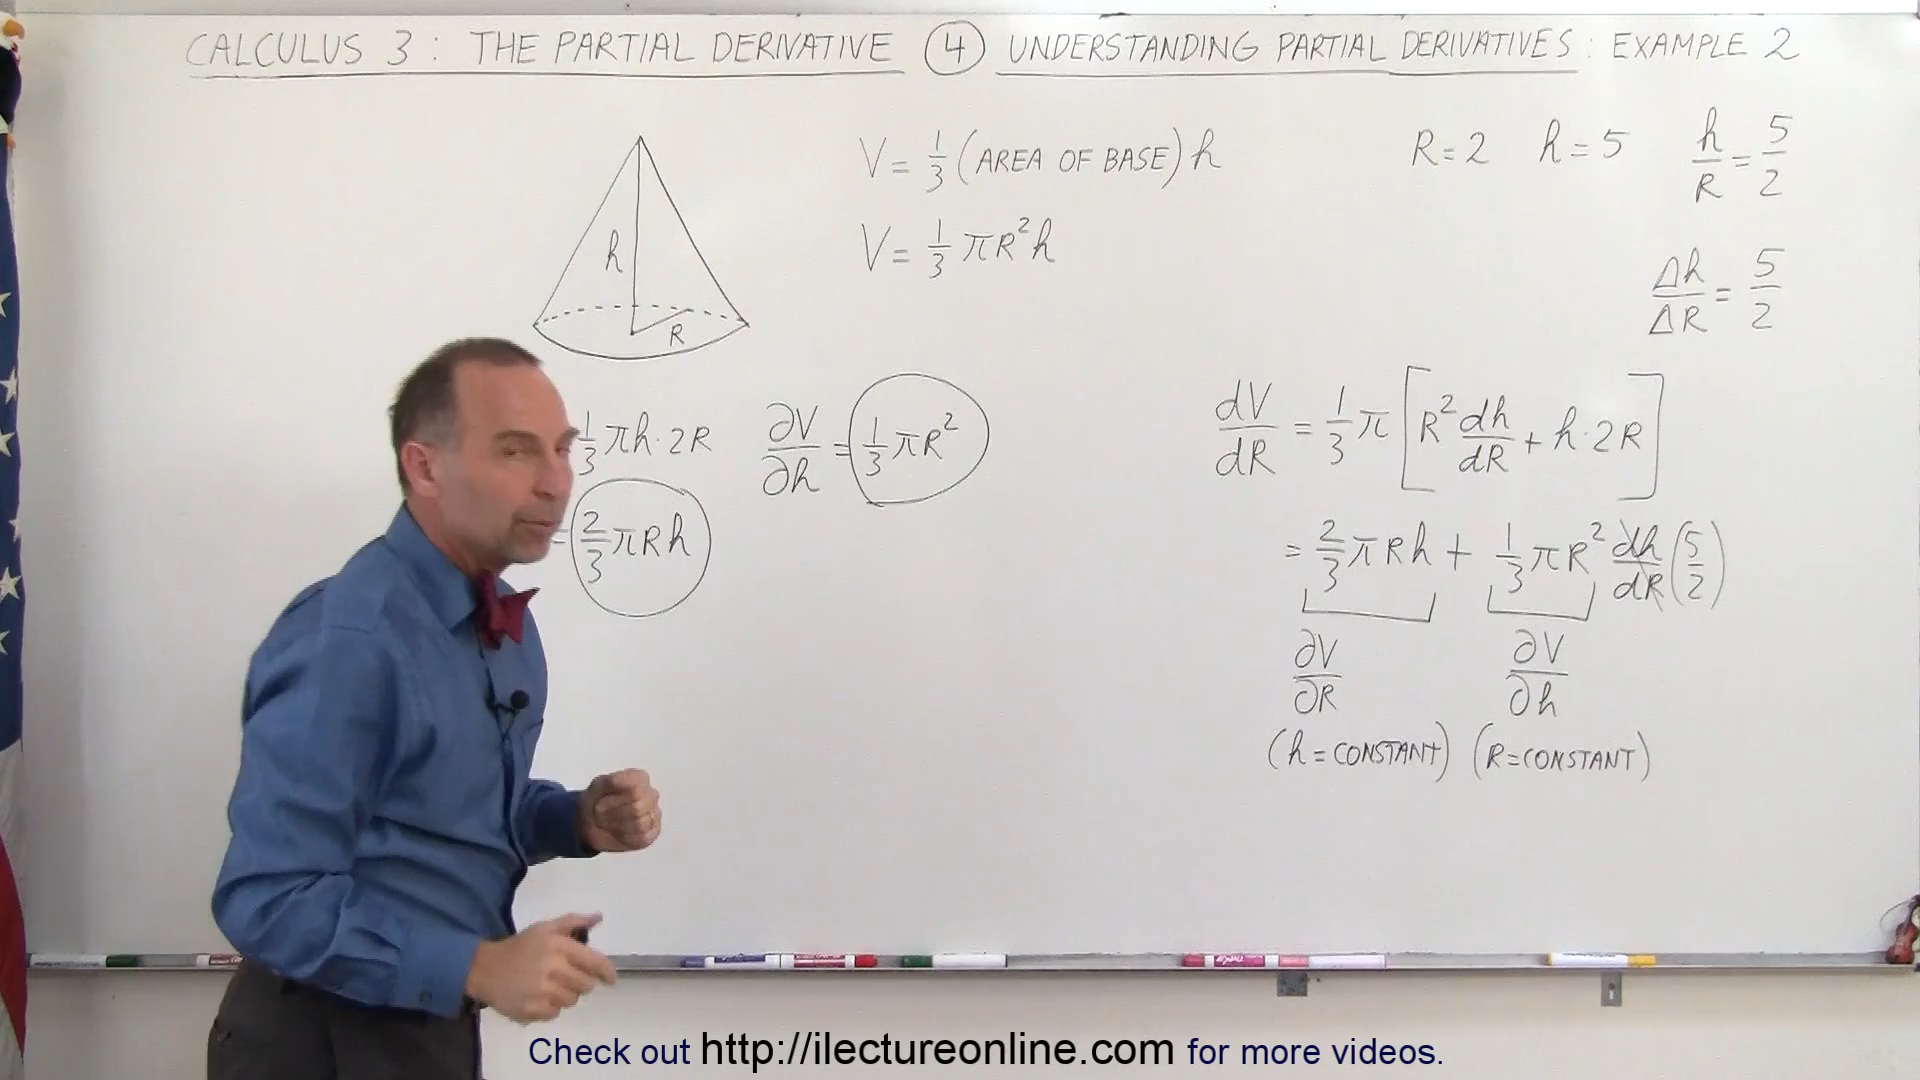 CALCULUS 3 : THE PARTIAL DERIVATIVE ④ UNDERSTANDING PARTIAL DERIVATIVES : EXAMPLE 2
h
R
V = 1/3 (AREA OF BASE) h
V = 1/3 πR²h
R = 2 h = 5 h/R = 5/2
Δh/ΔR = 5/2
1/3 πh·2R
= 2/3 πRh
∂V/∂h = 1/3 πR²
dV/dR = 1/3 π [R² dh/dR + h·2R]
= 2/3 πRh + 1/3 πR² dh/dR (5/2)
∂V/∂R ∂V/∂h
(h = CONSTANT) (R = CONSTANT)
Check out http://ilectureonline.com for more videos.